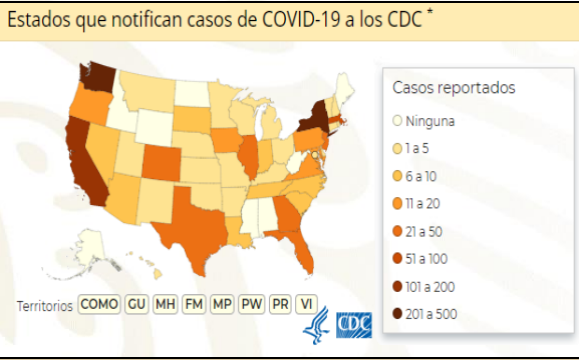 Estados que notifican casos de COVID-19 a los CDC *
Casos reportados
Ninguna
1 a 5
6 a 10
11 a 20
21 a 50
51 a 100
101 a 200
201 a 500
Territorios COMO GU MH FM MP PW PR VI
CDC